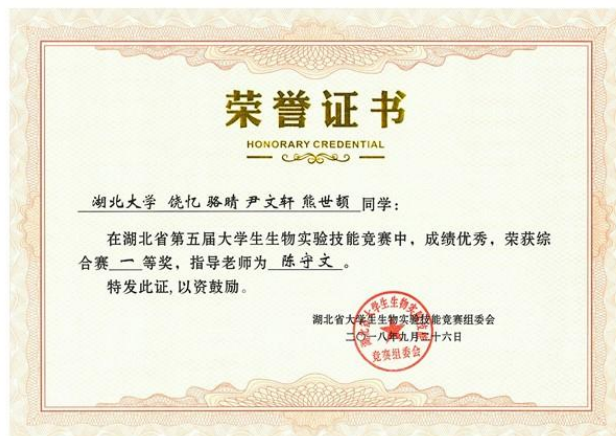 荣誉证书
HONORARY CREDENTIAL
湖北大学 饶忆 骆晴 尹文轩 熊世颉 同学:
在湖北省第五届大学生生物实验技能竞赛中，成绩优秀，荣获综
合赛一等奖，指导老师为 陈守文。
特发此证,以资鼓励。
湖北省大学生生物实验技能竞赛组委会
二〇一八年九月二十六日
竞赛组委会